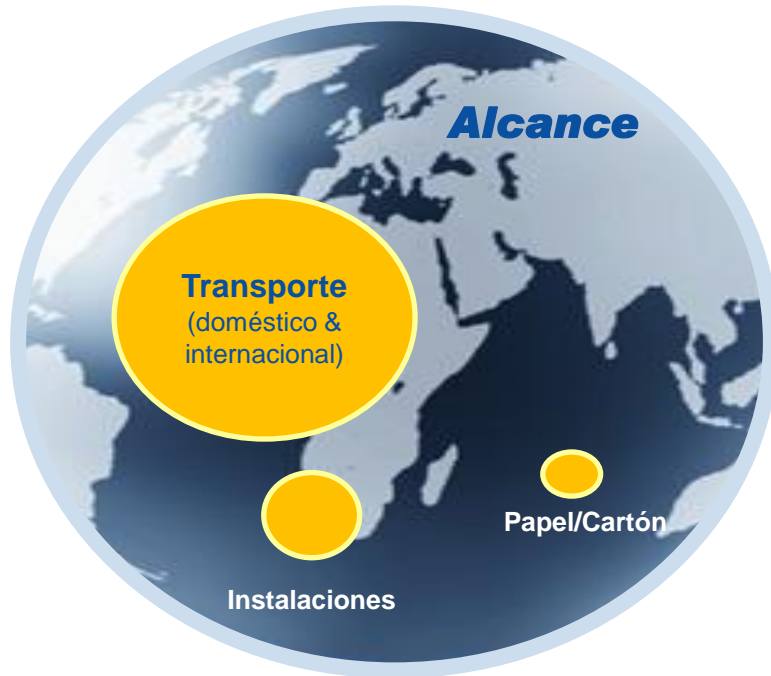 Alcance
Transporte
(doméstico &
internacional)
Papel/Cartón
Instalaciones